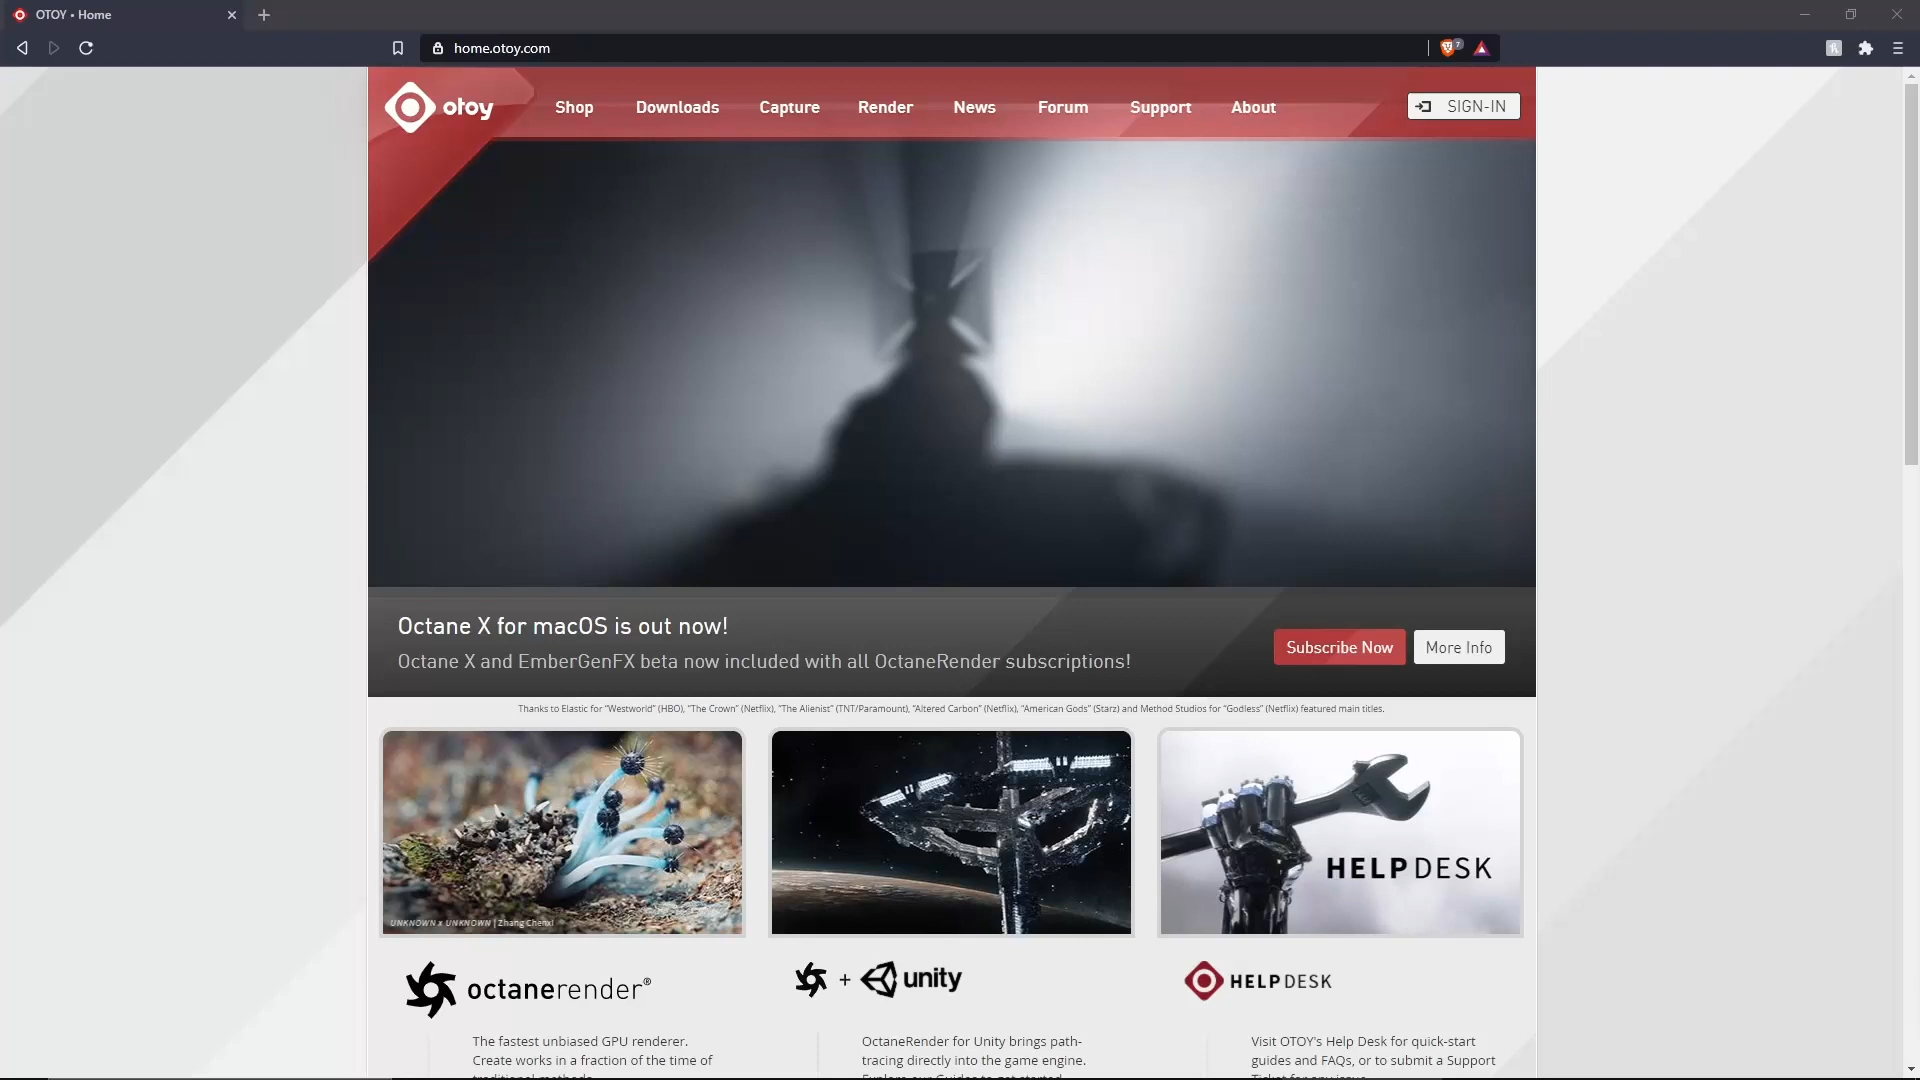 OTOY • Home
home.otoy.com
7
otoy
Shop
Downloads
Capture
Render
News
Forum
Support
About
SIGN-IN
Octane X for macOS is out now!
Octane X and EmberGenFX beta now included with all OctaneRender subscriptions!
Subscribe Now
More Info
Thanks to Elastic for "Westworld" (HBO), "The Crown" (Netflix), "The Alienist" (TNT/Paramount), "Altered Carbon" (Netflix), "American Gods" (Starz) and Method Studios for "Godless" (Netflix) featured main titles.
UNKNOWN x UNKNOWN | Zhang Chenxi
HELPDESK
octanerender®
+ unity
HELPDESK
The fastest unbiased GPU renderer.
Create works in a fraction of the time of
OctaneRender for Unity brings path-
tracing directly into the game engine.
Visit OTOY's Help Desk for quick-start
guides and FAQs, or to submit a Support